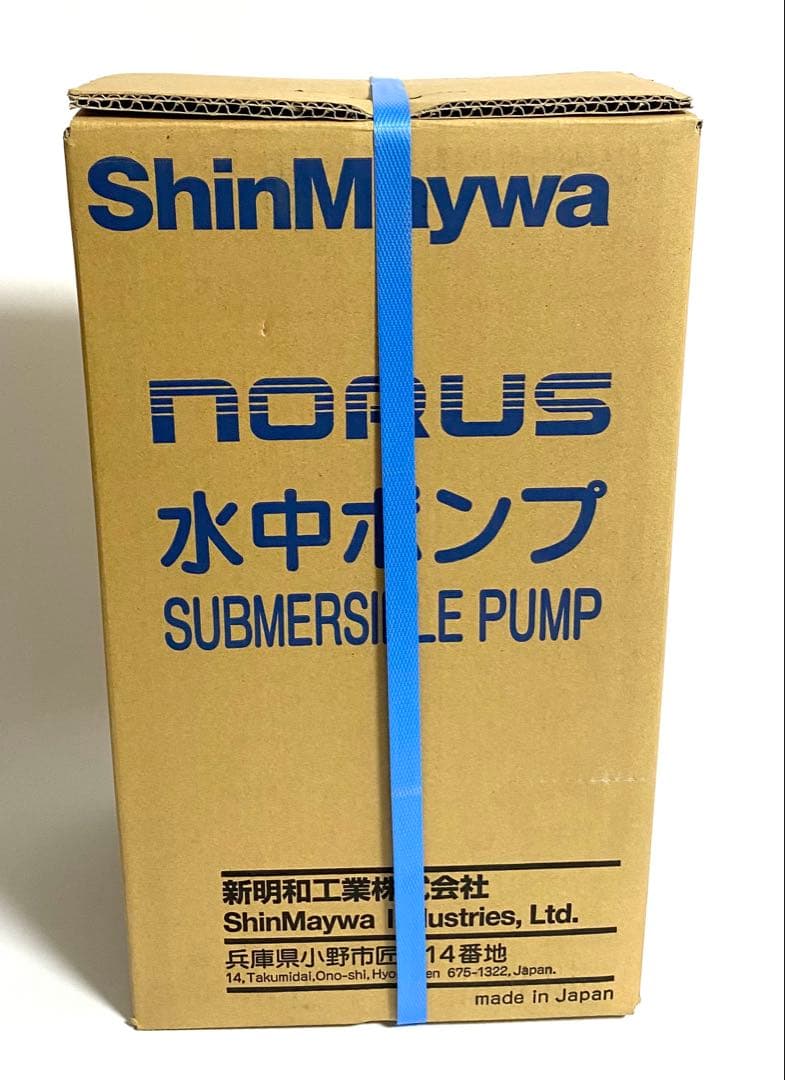 ShinMaywa
NORUS
水中ポンプ
SUBMERSIBLE PUMP
新明和工業株式会社
ShinMaywa Industries, Ltd.
兵庫県小野市匠台14番地
14, Takumidai, Ono-shi, Hyogo-ken 675-1322, Japan.
made in Japan